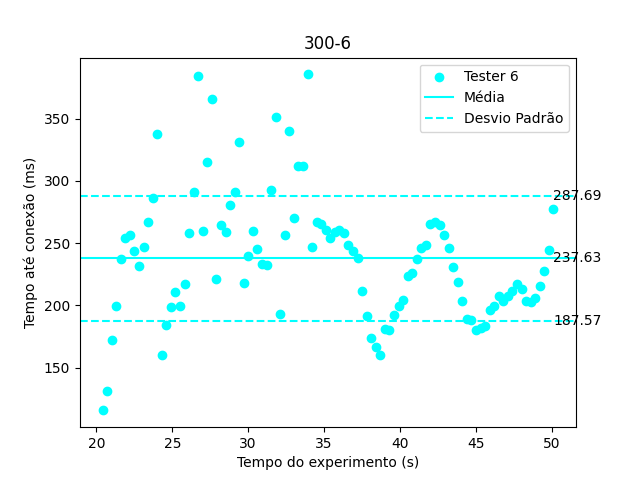 300-6
Tester 6
Média
Desvio Padrão
Tempo até conexão (ms)
350
300
250
200
150
287.69
237.63
187.57
20 25 30 35 40 45 50
Tempo do experimento (s)